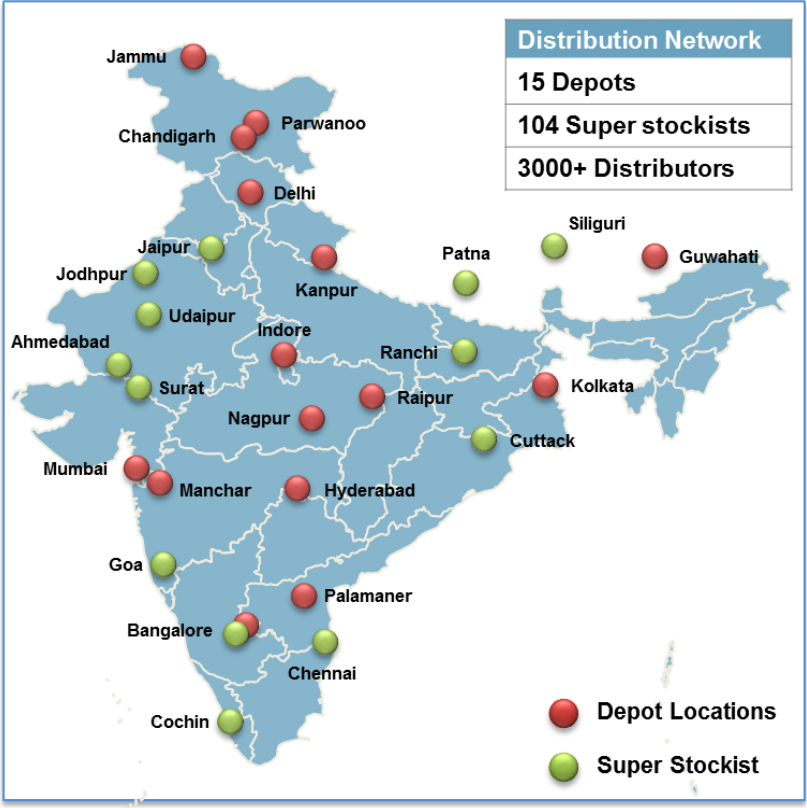 Distribution Network
15 Depots
104 Super stockists
3000+ Distributors
Jammu
Parwanoo
Chandigarh
Delhi
Siliguri
Jaipur
Patna
Guwahati
Jodhpur
Kanpur
Udaipur
Indore
Ahmedabad
Ranchi
Surat
Kolkata
Raipur
Nagpur
Cuttack
Mumbai
Manchar
Hyderabad
Goa
Palamaner
Bangalore
Chennai
Cochin
Depot Locations
Super Stockist